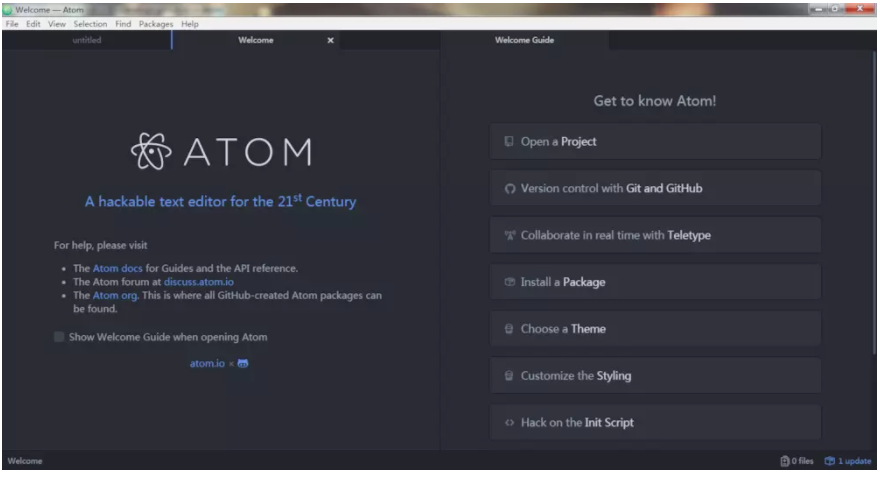 Welcome — Atom
File Edit View Selection Find Packages Help
untitled
Welcome
Welcome Guide
ATOM
A hackable text editor for the 21st Century
For help, please visit
• The Atom docs for Guides and the API reference.
• The Atom forum at discuss.atom.io
• The Atom org. This is where all GitHub-created Atom packages can
be found.
Show Welcome Guide when opening Atom
atom.io ×
Get to know Atom!
Open a Project
Version control with Git and GitHub
Collaborate in real time with Teletype
Install a Package
Choose a Theme
Customize the Styling
Hack on the Init Script
Welcome
0 files
1 update